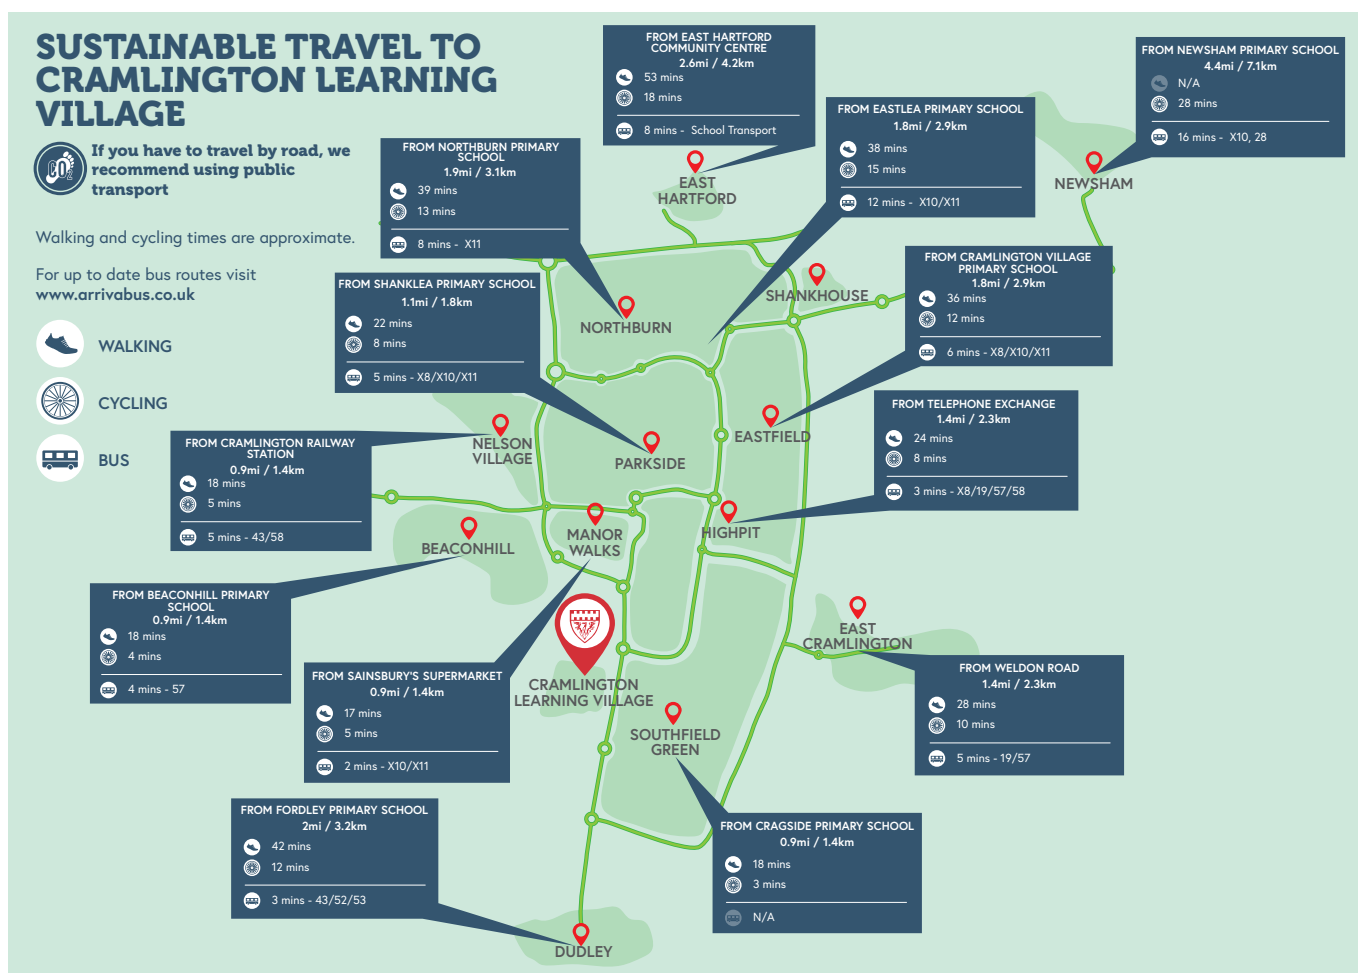 SUSTAINABLE TRAVEL TO
CRAMLINGTON LEARNING
VILLAGE
CO2
If you have to travel by road, we
recommend using public
transport
Walking and cycling times are approximate.
For up to date bus routes visit
www.arrivabus.co.uk
WALKING
CYCLING
BUS
FROM EAST HARTFORD
COMMUNITY CENTRE
2.6mi / 4.2km
53 mins
18 mins
8 mins - School Transport
FROM NEWSHAM PRIMARY SCHOOL
4.4mi / 7.1km
N/A
28 mins
16 mins - X10, 28
FROM EASTLEA PRIMARY SCHOOL
1.8mi / 2.9km
38 mins
15 mins
12 mins - X10/X11
FROM NORTHBURN PRIMARY
SCHOOL
1.9mi / 3.1km
39 mins
13 mins
8 mins - X11
EAST
HARTFORD
NEWSHAM
FROM CRAMLINGTON VILLAGE
PRIMARY SCHOOL
1.8mi / 2.9km
36 mins
12 mins
6 mins - X8/X10/X11
FROM SHANKLEA PRIMARY SCHOOL
1.1mi / 1.8km
22 mins
8 mins
5 mins - X8/X10/X11
SHANKHOUSE
NORTHBURN
FROM TELEPHONE EXCHANGE
1.4mi / 2.3km
24 mins
8 mins
3 mins - X8/19/57/58
FROM CRAMLINGTON RAILWAY
STATION
0.9mi / 1.4km
18 mins
5 mins
5 mins - 43/58
NELSON
VILLAGE
PARKSIDE
EASTFIELD
BEACONHILL
MANOR
WALKS
HIGHPIT
FROM BEACONHILL PRIMARY
SCHOOL
0.9mi / 1.4km
18 mins
4 mins
4 mins - 57
EAST
CRAMLINGTON
FROM SAINSBURY'S SUPERMARKET
0.9mi / 1.4km
17 mins
5 mins
2 mins - X10/X11
CRAMLINGTON
LEARNING VILLAGE
FROM WELDON ROAD
1.4mi / 2.3km
28 mins
10 mins
5 mins - 19/57
SOUTHFIELD
GREEN
FROM FORDLEY PRIMARY SCHOOL
2mi / 3.2km
42 mins
12 mins
3 mins - 43/52/53
FROM CRAGSIDE PRIMARY SCHOOL
0.9mi / 1.4km
18 mins
3 mins
N/A
DUDLEY